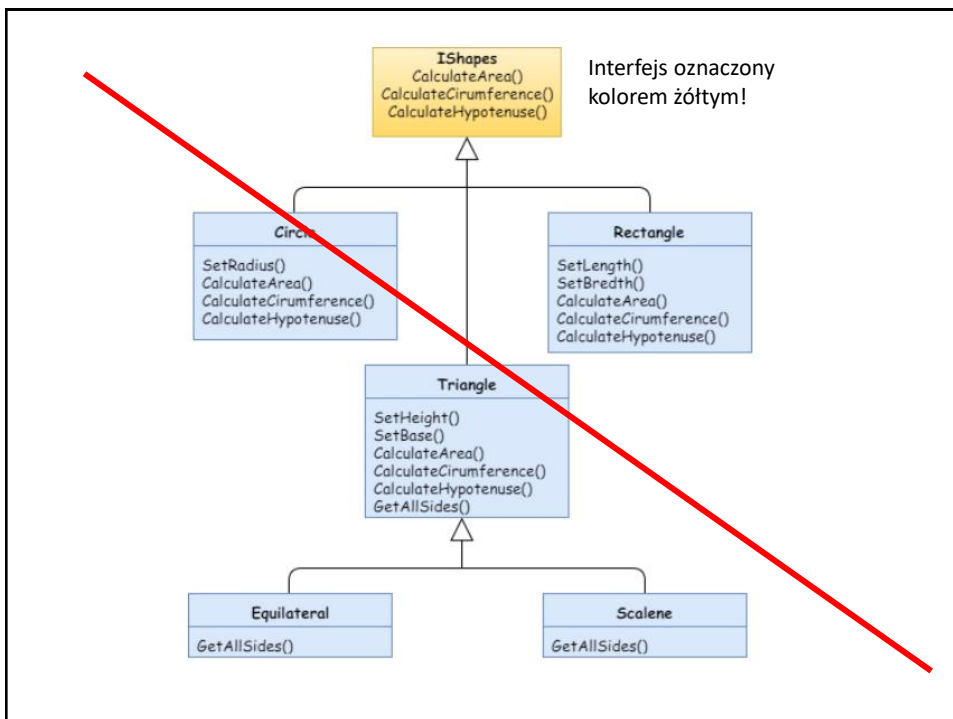 IShapes
CalculateArea()
CalculateCirumference()
CalculateHypotenuse()
Interfejs oznaczony
kolorem żółtym!
Circle
SetRadius()
CalculateArea()
CalculateCirumference()
CalculateHypotenuse()
Rectangle
SetLength()
SetBredth()
CalculateArea()
CalculateCirumference()
CalculateHypotenuse()
Triangle
SetHeight()
SetBase()
CalculateArea()
CalculateCirumference()
CalculateHypotenuse()
GetAllSides()
Equilateral
GetAllSides()
Scalene
GetAllSides()